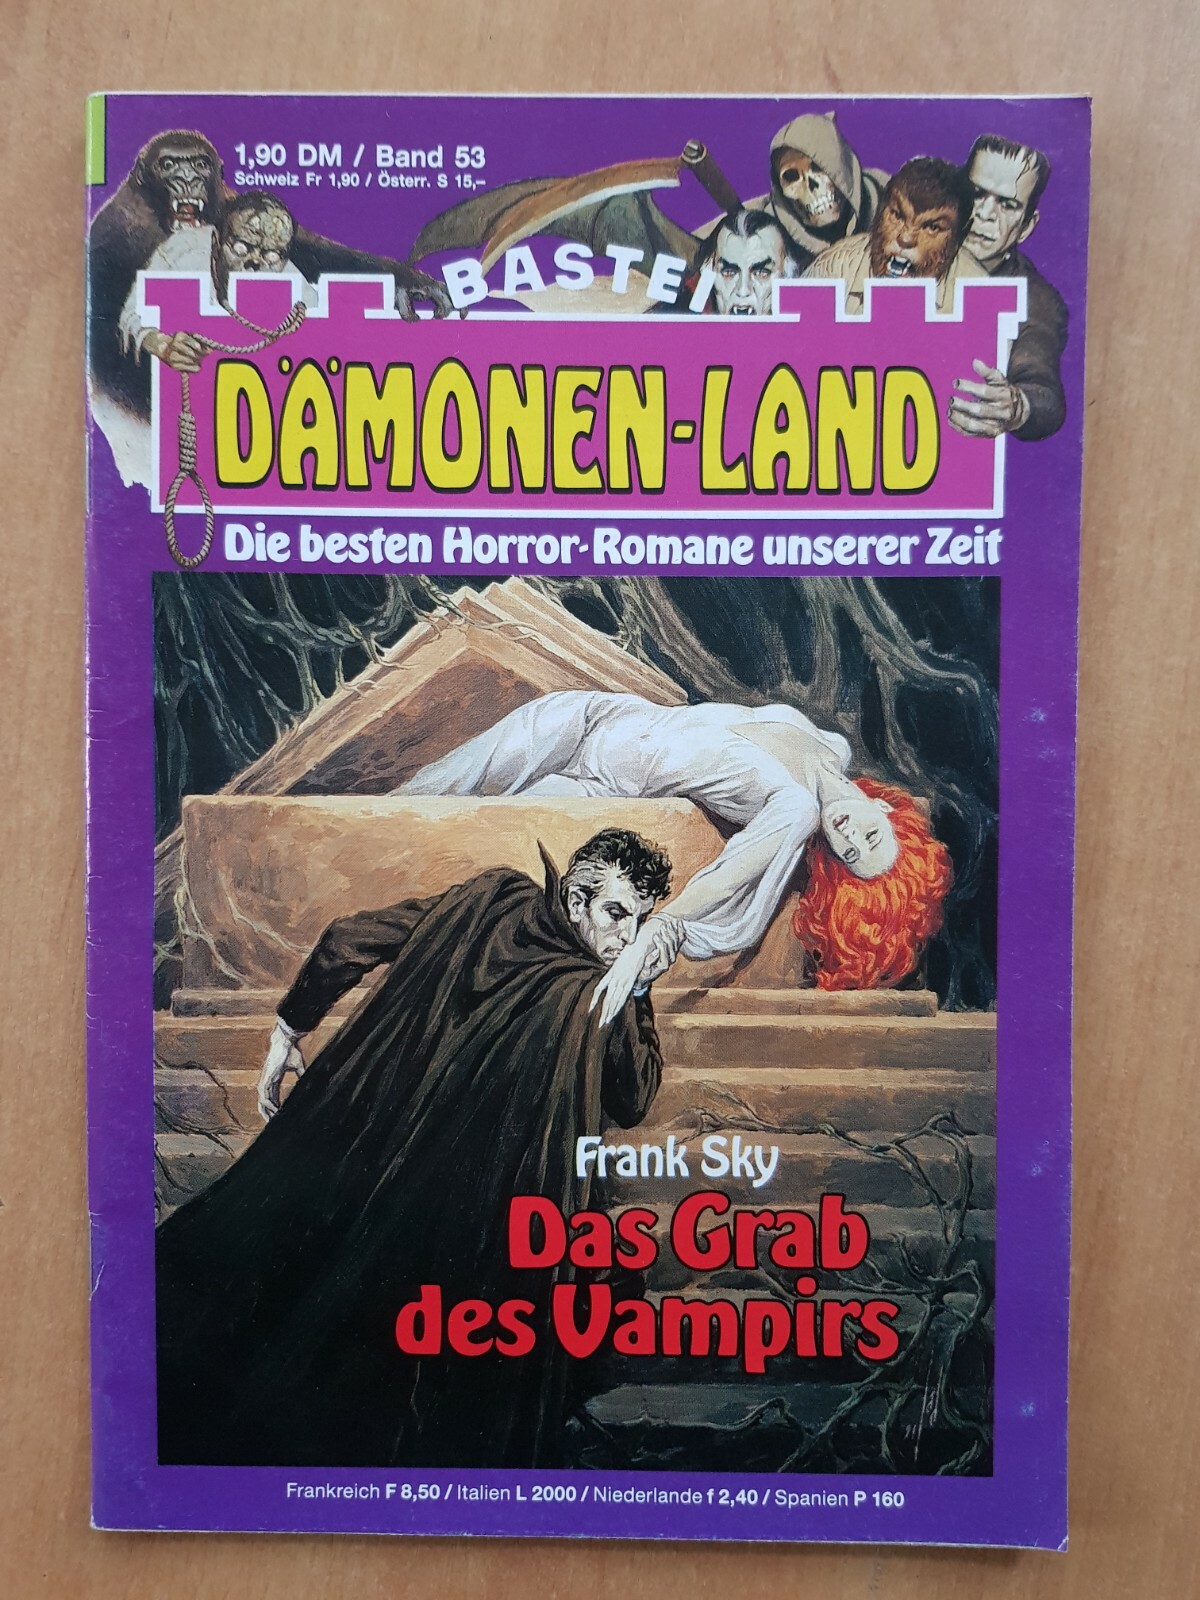 1,90 DM / Band 53
Schweiz Fr 1,90 / Österr. S 15,–
BASTEI
DÄMONEN-LAND
Die besten Horror-Romane unserer Zeit
Frank Sky
Das Grab
des Vampirs
Frankreich F 8,50 / Italien L 2000 / Niederlande f 2,40 / Spanien P 160